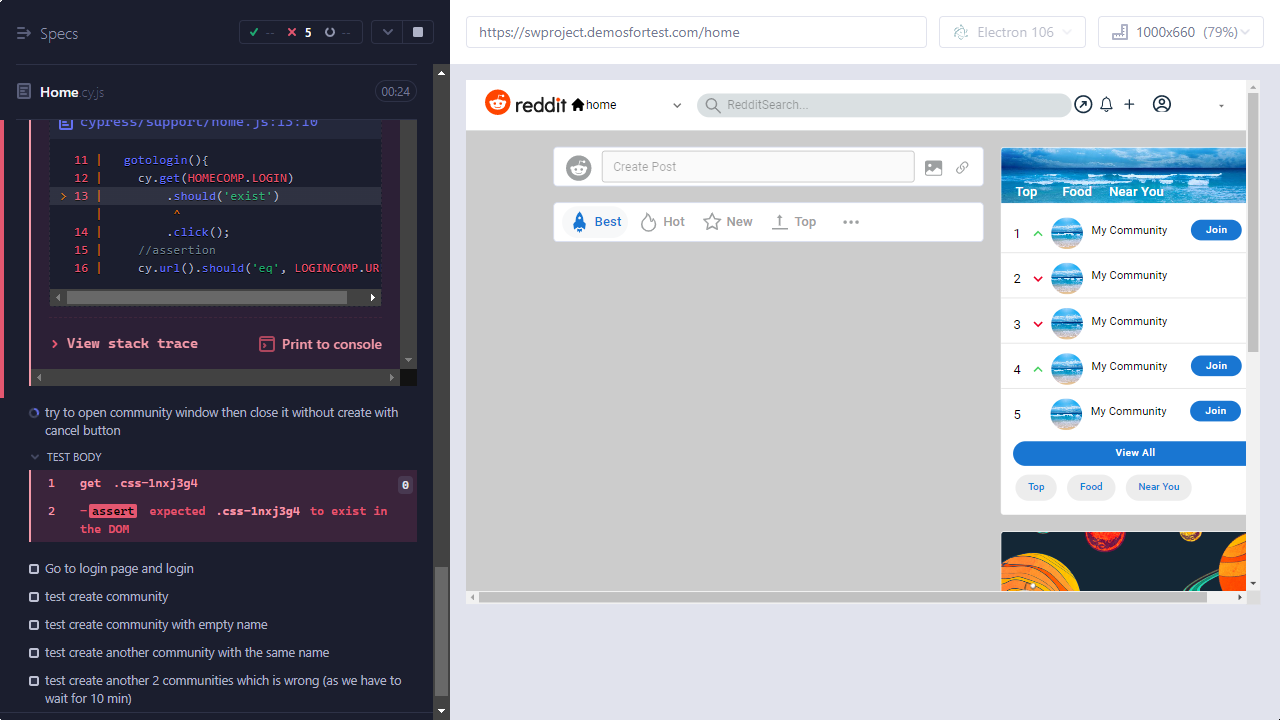 Specs
-- 5 --
Home.cy.js
00:24
cypress/support/home.js:13:10
11 | gotologin(){
12 | cy.get(HOMECOMP.LOGIN)
> 13 | .should('exist')
| ^
14 | .click();
15 | //assertion
16 | cy.url().should('eq', LOGINCOMP.UR
> View stack trace
Print to console
try to open community window then close it without create with
cancel button
TEST BODY
1 get .css-1nxj3g4 0
2 -assert expected .css-1nxj3g4 to exist in
the DOM
Go to login page and login
test create community
test create community with empty name
test create another community with the same name
test create another 2 communities which is wrong (as we have to
wait for 10 min)
https://swproject.demosfortest.com/home
Electron 106
1000x660 (79%)
reddit home
RedditSearch...
Create Post
Best Hot New Top
Top Food Near You
1 My Community Join
2 My Community
3 My Community
4 My Community Join
5 My Community Join
View All
Top Food Near You